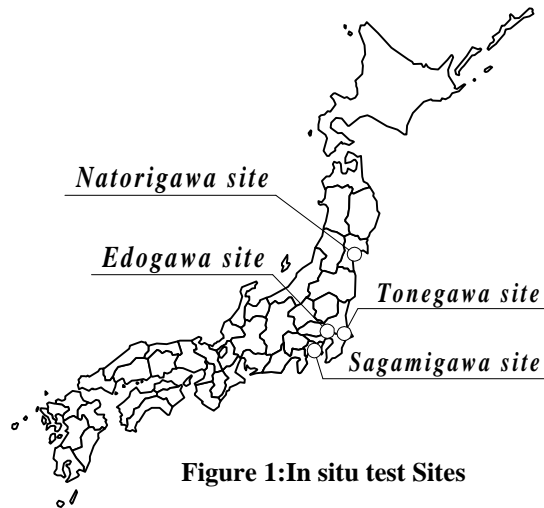 Natorigawa site
Edogawa site
Tonegawa site
Sagamigawa site
Figure 1:In situ test Sites